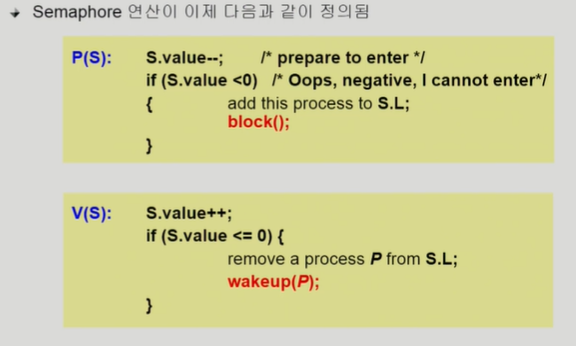 Semaphore 연산이 이제 다음과 같이 정의됨
P(S): S.value--; /* prepare to enter */
if (S.value <0) /* Oops, negative, I cannot enter*/
{ add this process to S.L;
block();
}
V(S): S.value++;
if (S.value <= 0) {
remove a process P from S.L;
wakeup(P);
}